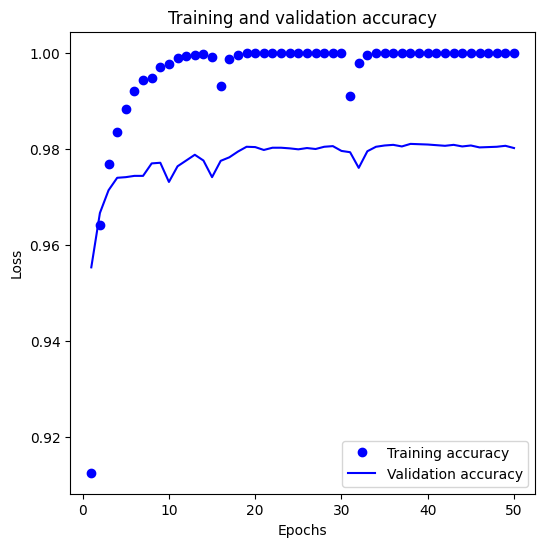 Training and validation accuracy
1.00
0.98
0.96
0.94
0.92
Loss
0
10
20
30
40
50
Epochs
Training accuracy
Validation accuracy